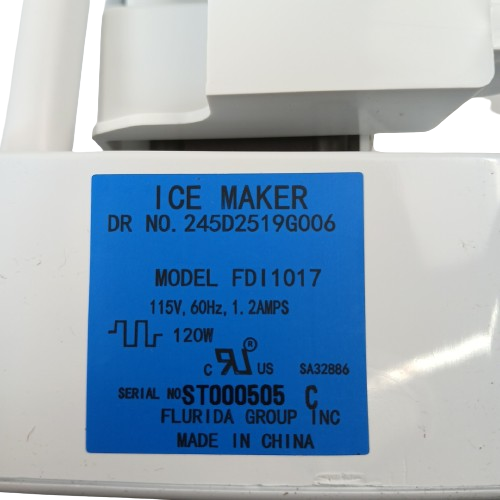 ICE MAKER
DR NO. 245D2519G006
MODEL FDI1017
115V, 60Hz, 1.2AMPS
120W
C RU ® US SA32886
SERIAL NO ST000505 C
FLURIDA GROUP INC
MADE IN CHINA